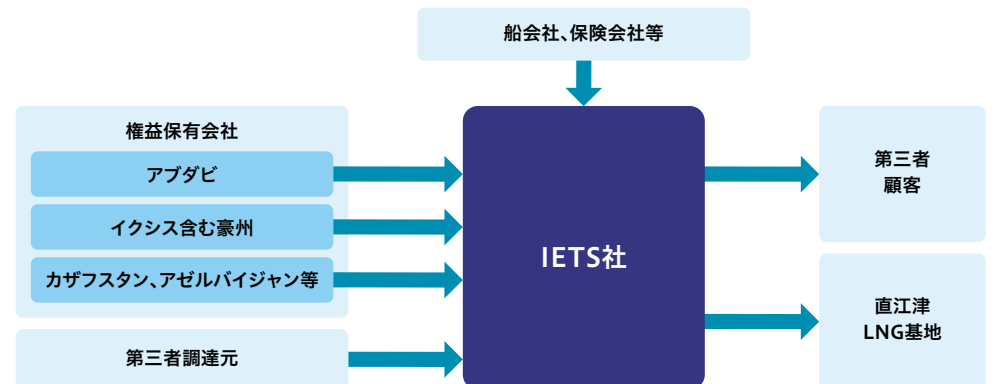 船会社、保険会社等
権益保有会社
アブダビ
イクシス含む豪州
カザフスタン、アゼルバイジャン等
第三者調達元
IETS社
第三者
顧客
直江津
LNG基地